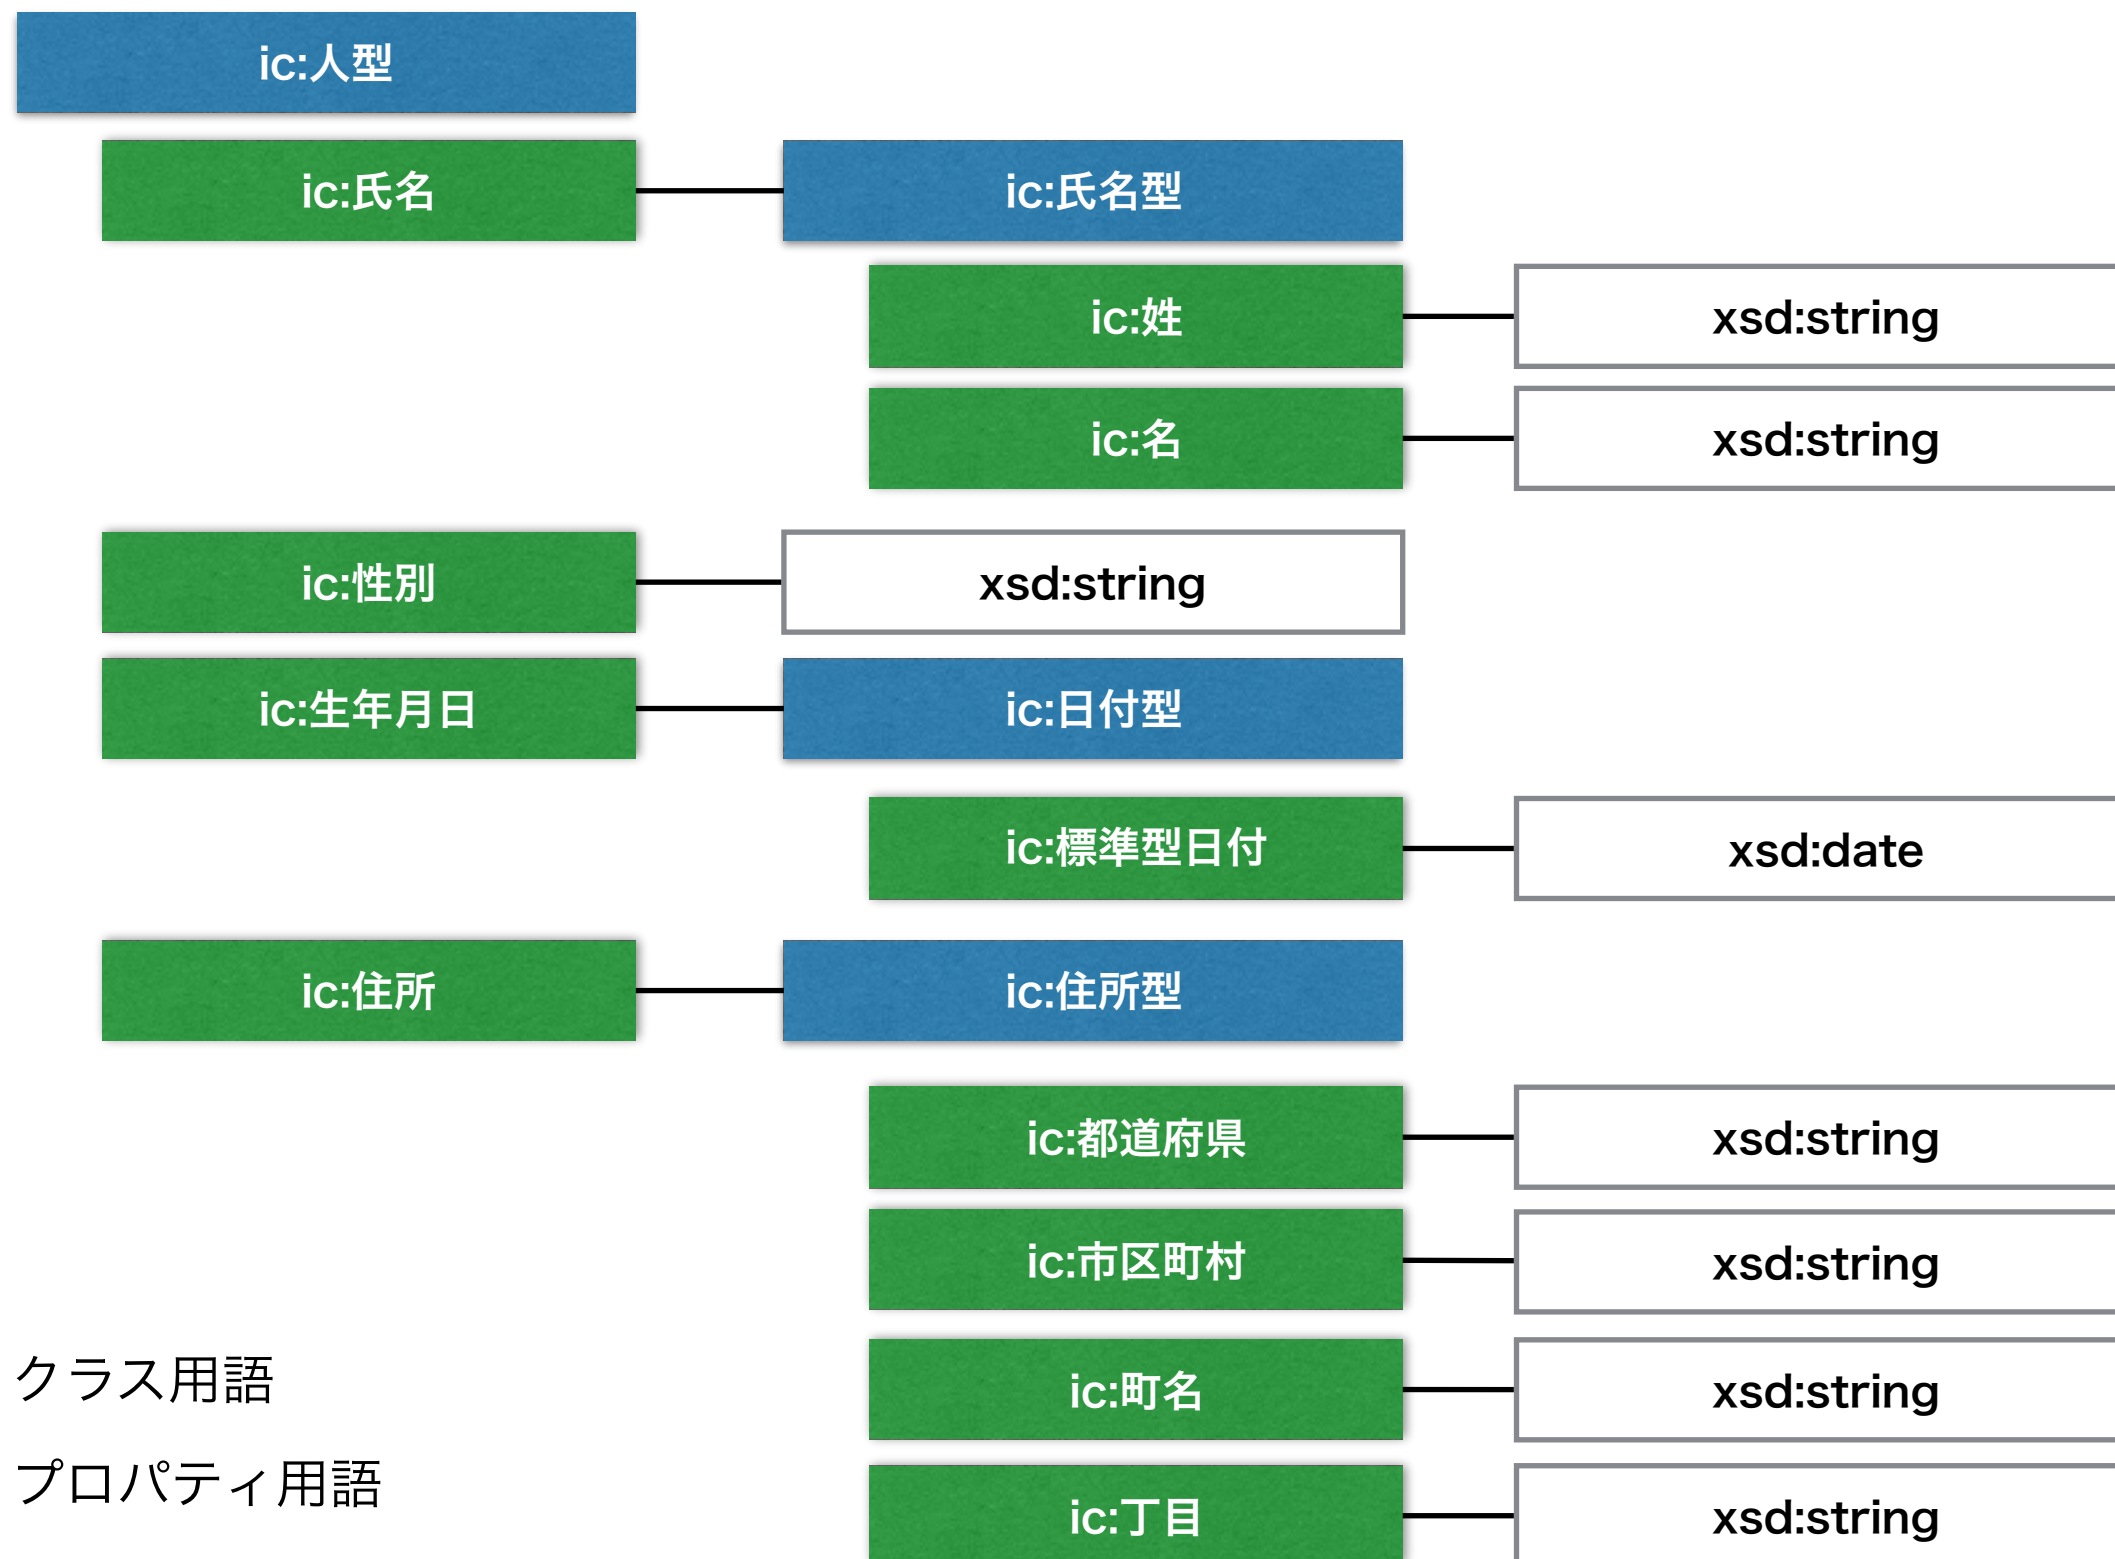 ic:人型
ic:氏名 ic:氏名型
ic:姓 xsd:string
ic:名 xsd:string
ic:性別 xsd:string
ic:生年月日 ic:日付型
ic:標準型日付 xsd:date
ic:住所 ic:住所型
ic:都道府県 xsd:string
ic:市区町村 xsd:string
クラス用語
ic:町名 xsd:string
プロパティ用語
ic:丁目 xsd:string